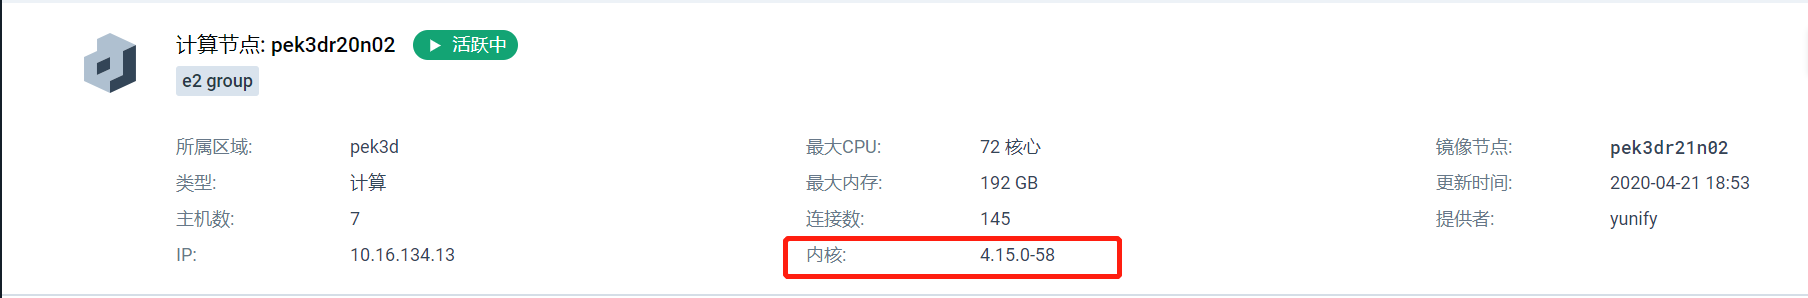 计算节点: pek3dr20n02 活跃中
e2 group
所属区域: pek3d 最大CPU: 72 核心 镜像节点: pek3dr21n02
类型: 计算 最大内存: 192 GB 更新时间: 2020-04-21 18:53
主机数: 7 连接数: 145 提供者: yunify
IP: 10.16.134.13 内核: 4.15.0-58